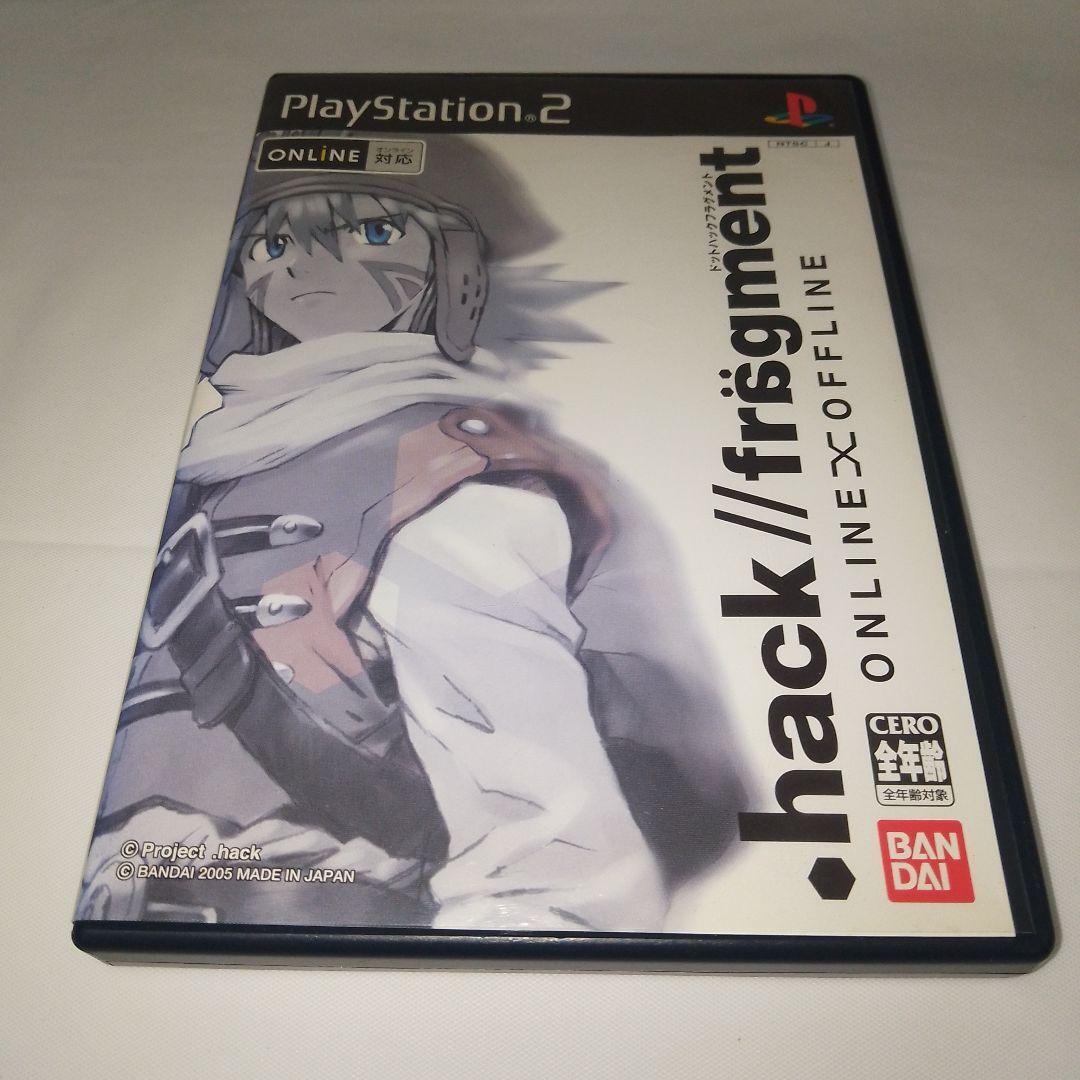 PlayStation®2
ONLiNE
オンライン
対応
NTSC J
.hack//frägment
ドットハックフラグメント
ONLINE×OFFLINE
CERO
全年齢
全年齢対象
BAN
DAI
© Project .hack
© BANDAI 2005 MADE IN JAPAN